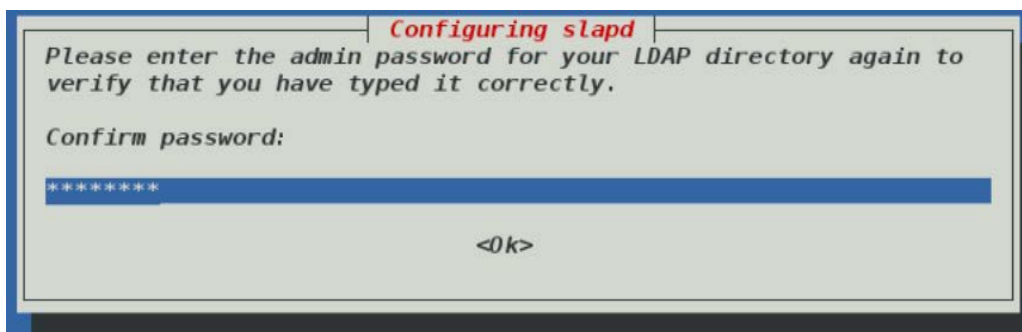 Configuring slapd
Please enter the admin password for your LDAP directory again to
verify that you have typed it correctly.
Confirm password:
********
<Ok>